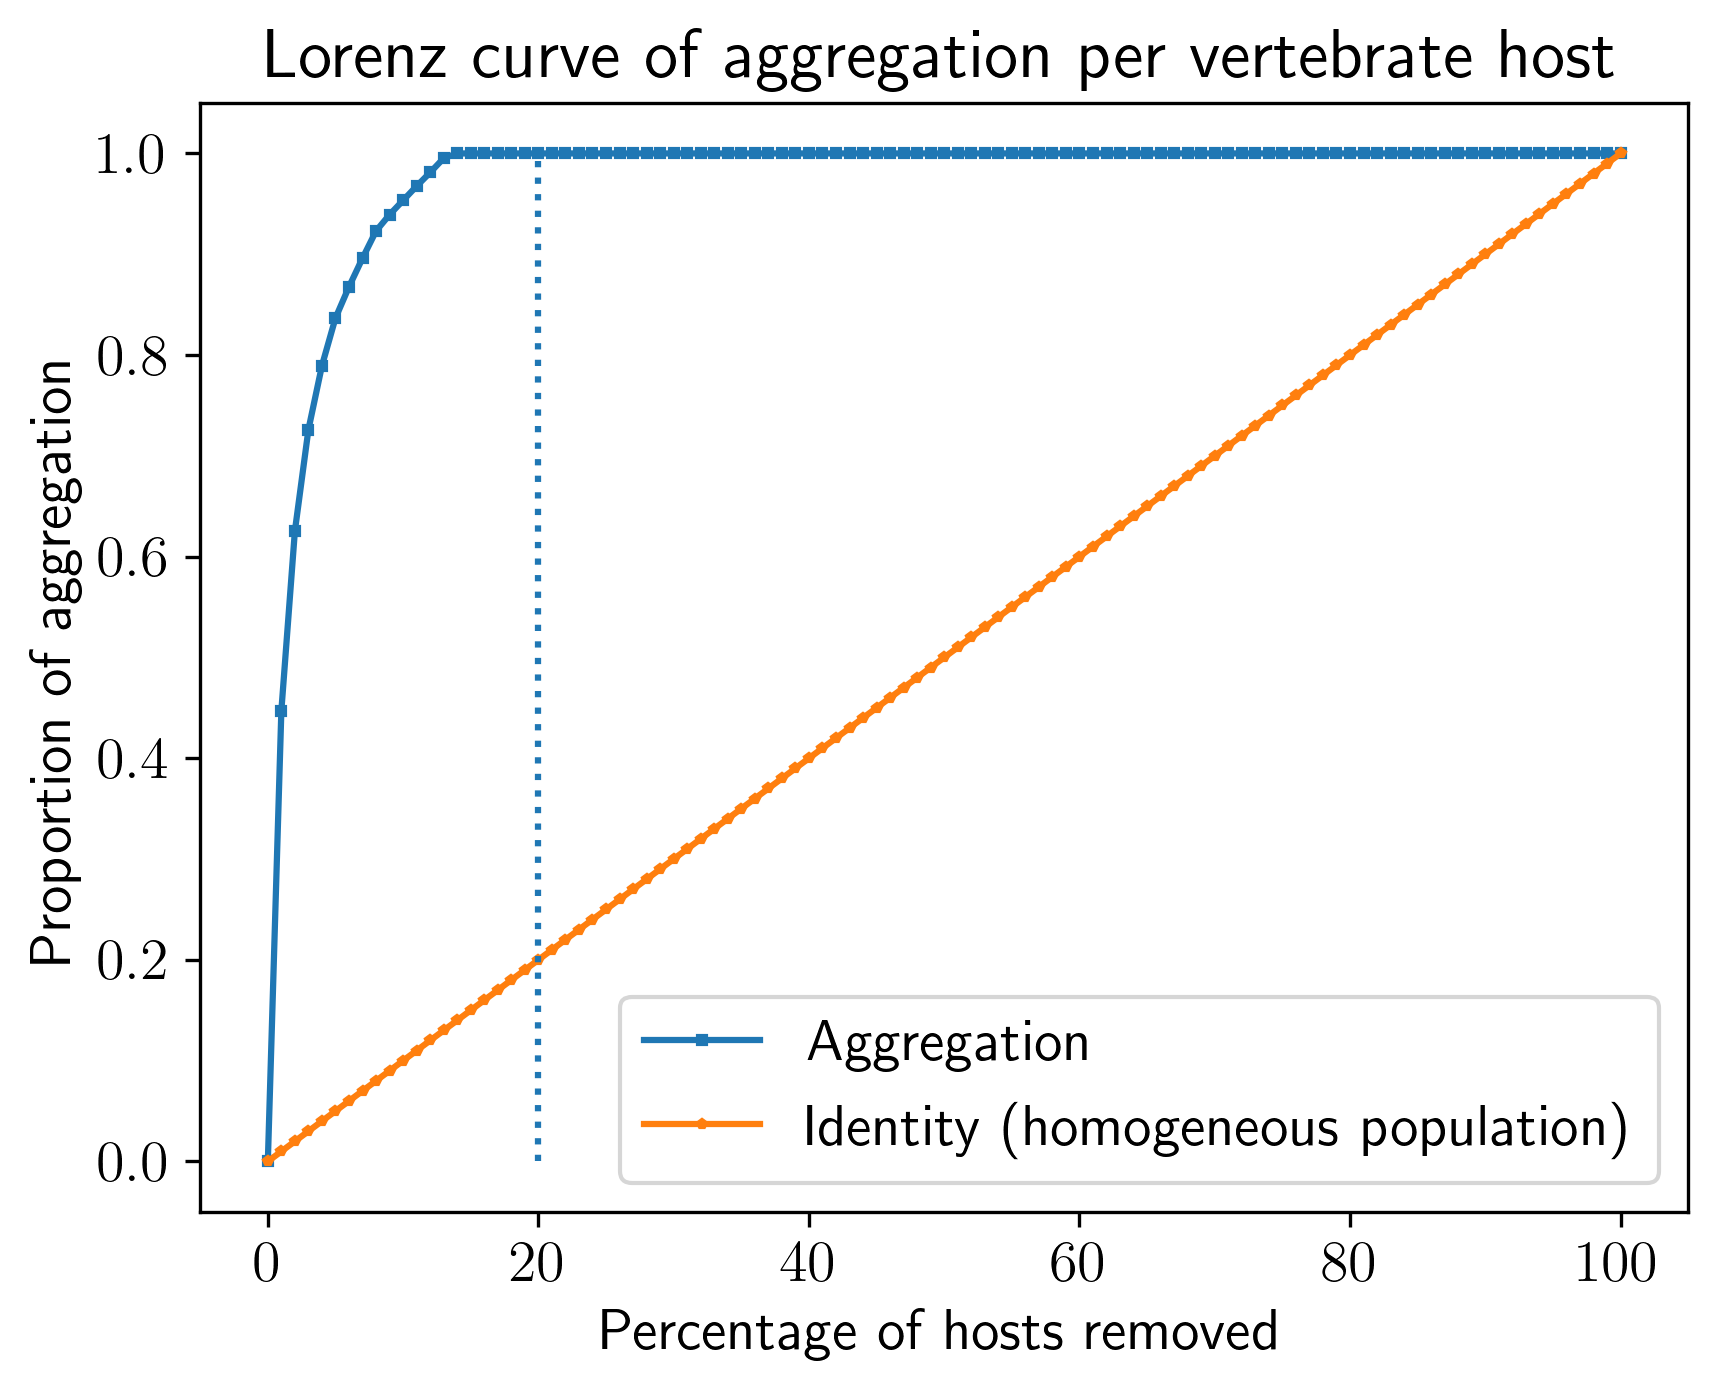 Lorenz curve of aggregation per vertebrate host
Proportion of aggregation
1.0
0.8
0.6
0.4
0.2
0.0
Aggregation
Identity (homogeneous population)
0 20 40 60 80 100
Percentage of hosts removed